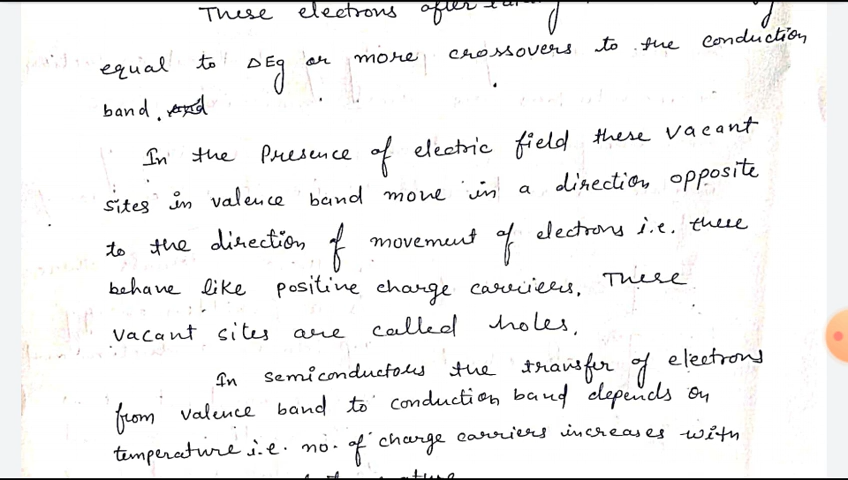 These electrons after
equal to ΔEg or more crossovers to the conduction
band.
In the Presence of electric field these vacant
sites in valence band move in a direction opposite
to the direction of movement of electrons i.e. these
behave like positive charge carriers. These
vacant sites are called holes.
In semiconductors the transfer of electrons
from valence band to conduction band depends on
temperature i.e. no. of charge carriers increases with